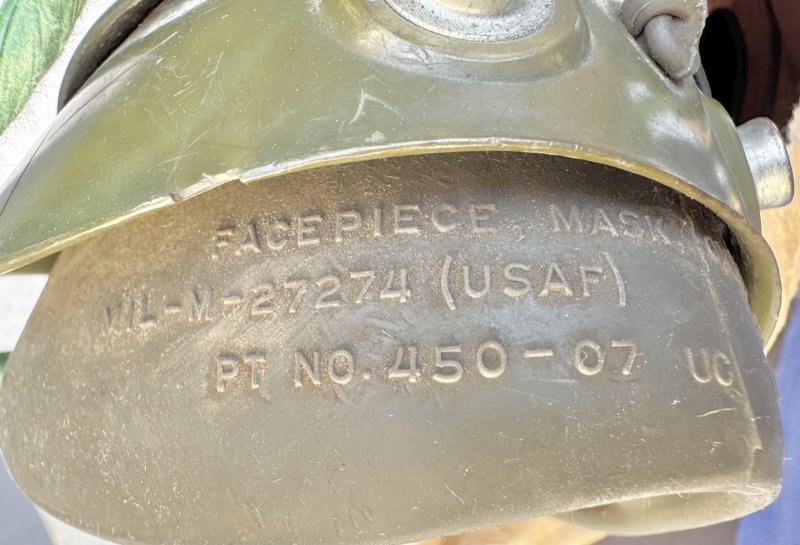 FACEPIECE, MASK,
MIL-M-27274 (USAF)
PT NO. 450-07 UC